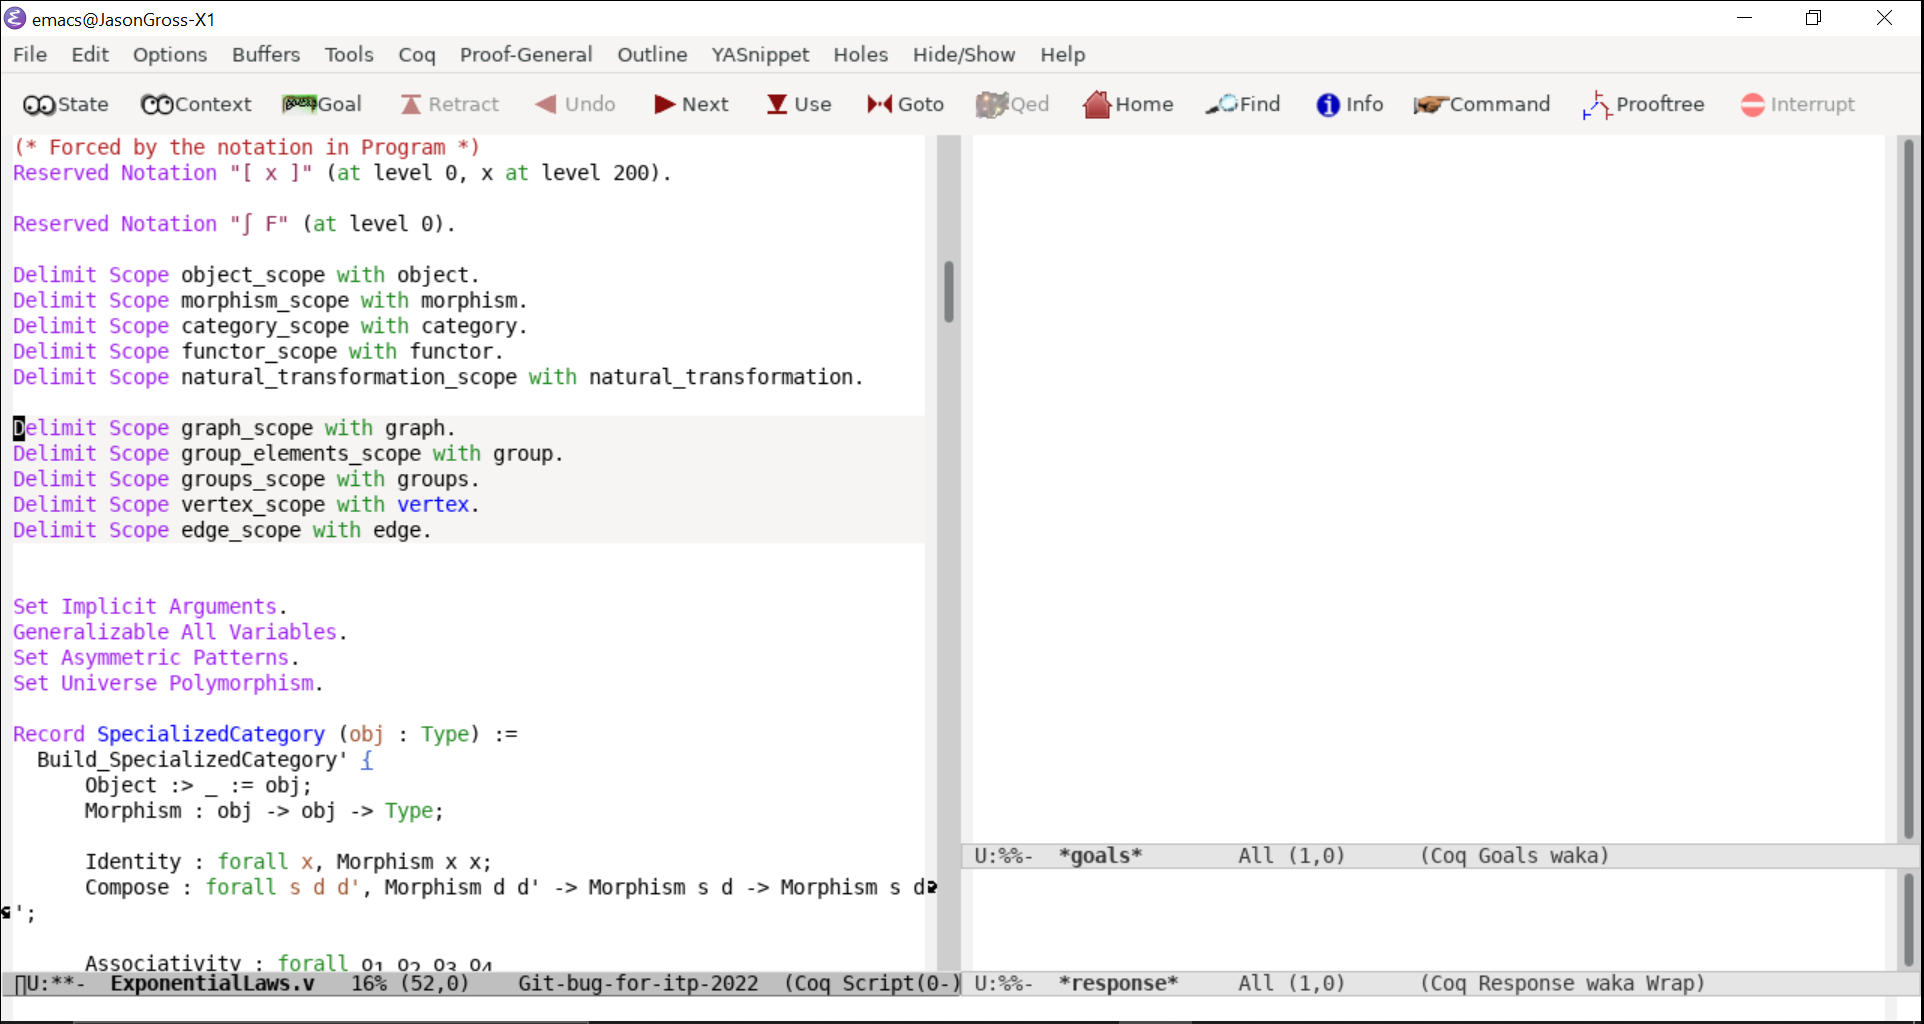 emacs@JasonGross-X1
File Edit Options Buffers Tools Coq Proof-General Outline YASnippet Holes Hide/Show Help
State Context Goal Retract Undo Next Use Goto Qed Home Find Info Command Prooftree Interrupt
(* Forced by the notation in Program *)
Reserved Notation "[ x ]" (at level 0, x at level 200).
Reserved Notation "∫ F" (at level 0).
Delimit Scope object_scope with object.
Delimit Scope morphism_scope with morphism.
Delimit Scope category_scope with category.
Delimit Scope functor_scope with functor.
Delimit Scope natural_transformation_scope with natural_transformation.
Delimit Scope graph_scope with graph.
Delimit Scope group_elements_scope with group.
Delimit Scope groups_scope with groups.
Delimit Scope vertex_scope with vertex.
Delimit Scope edge_scope with edge.
Set Implicit Arguments.
Generalizable All Variables.
Set Asymmetric Patterns.
Set Universe Polymorphism.
Record SpecializedCategory (obj : Type) :=
Build_SpecializedCategory' {
Object :> _ := obj;
Morphism : obj -> obj -> Type;
Identity : forall x, Morphism x x;
Compose : forall s d d', Morphism d d' -> Morphism s d -> Morphism s d
';
Associativity : forall o1 o2 o3 o4
U:**- ExponentialLaws.v 16% (52,0) Git-bug-for-itp-2022 (Coq Script(0-)
U:%%- *goals* All (1,0) (Coq Goals waka)
U:%%- *response* All (1,0) (Coq Response waka Wrap)